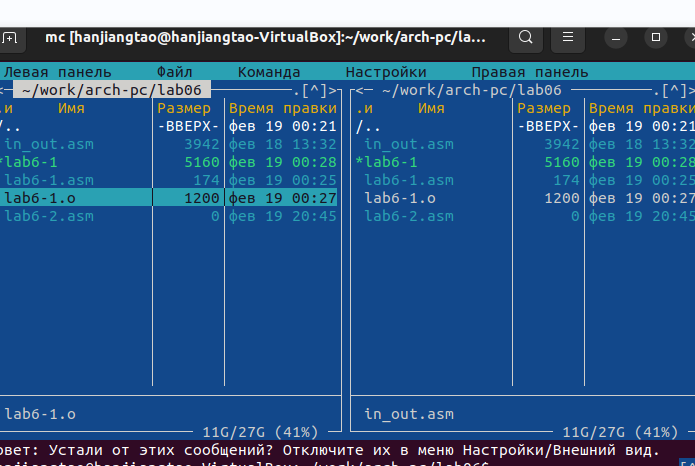 mc [hanjiangtao@hanjiangtao-VirtualBox]:~/work/arch-pc/la...
Левая панель Файл Команда Настройки Правая панель
<─ ~/work/arch-pc/lab06 .[^]> <─ ~/work/arch-pc/lab06 .[^]>
.и Имя Размер Время правки .и Имя Размер Время правки
/.. -ВВЕРХ- фев 19 00:21 /.. -ВВЕРХ- фев 19 00:21
in_out.asm 3942 фев 18 13:32 in_out.asm 3942 фев 18 13:32
*lab6-1 5160 фев 19 00:28 *lab6-1 5160 фев 19 00:28
lab6-1.asm 174 фев 19 00:25 lab6-1.asm 174 фев 19 00:25
lab6-1.o 1200 фев 19 00:27 lab6-1.o 1200 фев 19 00:27
lab6-2.asm 0 фев 19 20:45 lab6-2.asm 0 фев 19 20:45
lab6-1.o in_out.asm
11G/27G (41%) 11G/27G (41%)
овет: Устали от этих сообщений? Отключите их в меню Настройки/Внешний вид.